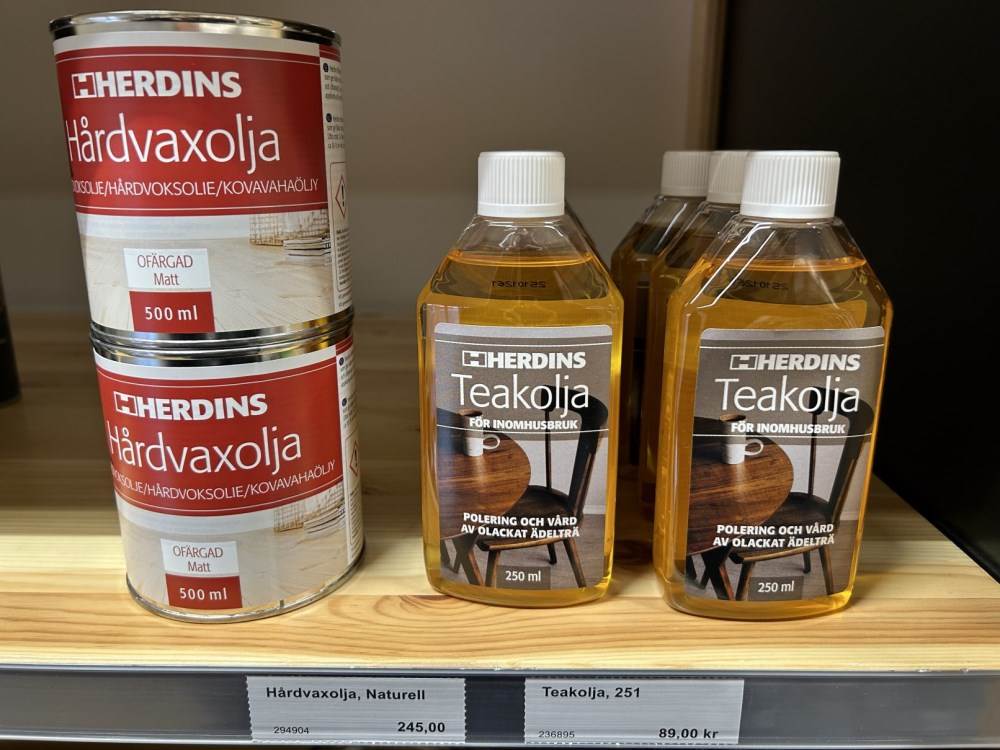 HERDINS
Hårdvaxolja
VOKSOLJE/HÅRDVOKSOLIE/KOVAVAHAÖLJY
OFÄRGAD
Matt
500 ml
HERDINS
Hårdvaxolja
VOKSOLJE/HÅRDVOKSOLIE/KOVAVAHAÖLJY
OFÄRGAD
Matt
500 ml
HERDINS
Teakolja
FÖR INOMHUSBRUK
POLERING OCH VÅRD
AV OLACKAT ÄDELTRÄ
250 ml
HERDINS
Teakolja
FÖR INOMHUSBRUK
POLERING OCH VÅRD
AV OLACKAT ÄDELTRÄ
250 ml
Hårdvaxolja, Naturell
294904 245,00
Teakolja, 251
236895 89,00 kr